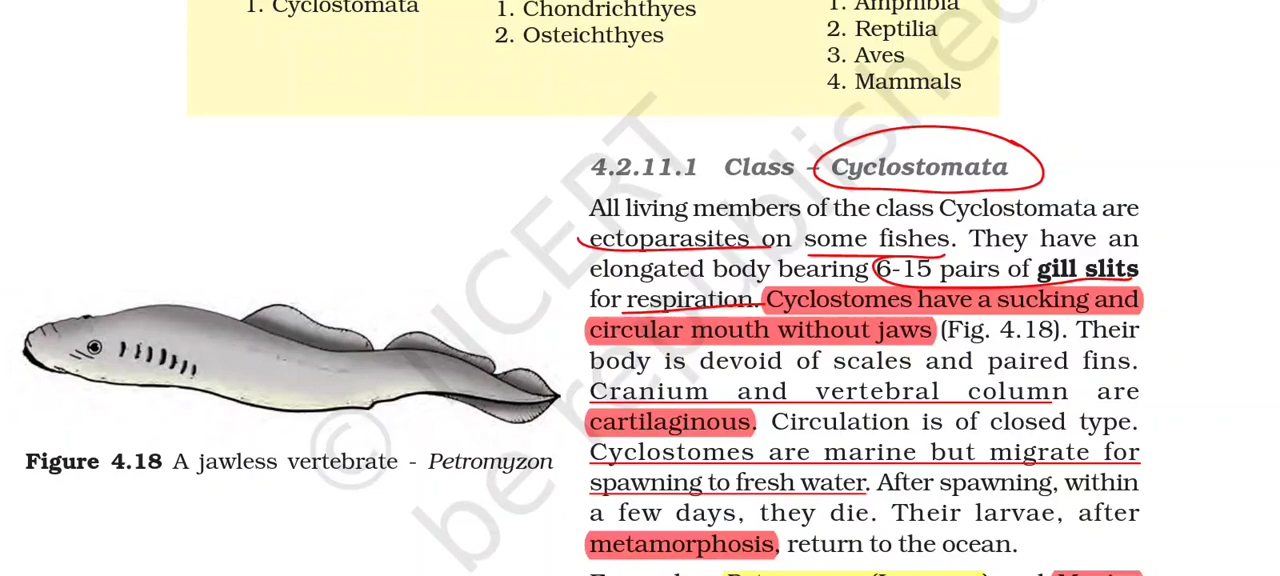 1. Cyclostomata
1. Chondrichthyes
2. Osteichthyes
1. Amphibia
2. Reptilia
3. Aves
4. Mammals
4.2.11.1 Class – Cyclostomata
All living members of the class Cyclostomata are
ectoparasites on some fishes. They have an
elongated body bearing 6-15 pairs of gill slits
for respiration. Cyclostomes have a sucking and
circular mouth without jaws (Fig. 4.18). Their
body is devoid of scales and paired fins.
Cranium and vertebral column are
cartilaginous. Circulation is of closed type.
Cyclostomes are marine but migrate for
spawning to fresh water. After spawning, within
a few days, they die. Their larvae, after
metamorphosis, return to the ocean.
Figure 4.18 A jawless vertebrate - Petromyzon
© NCERT
be republished